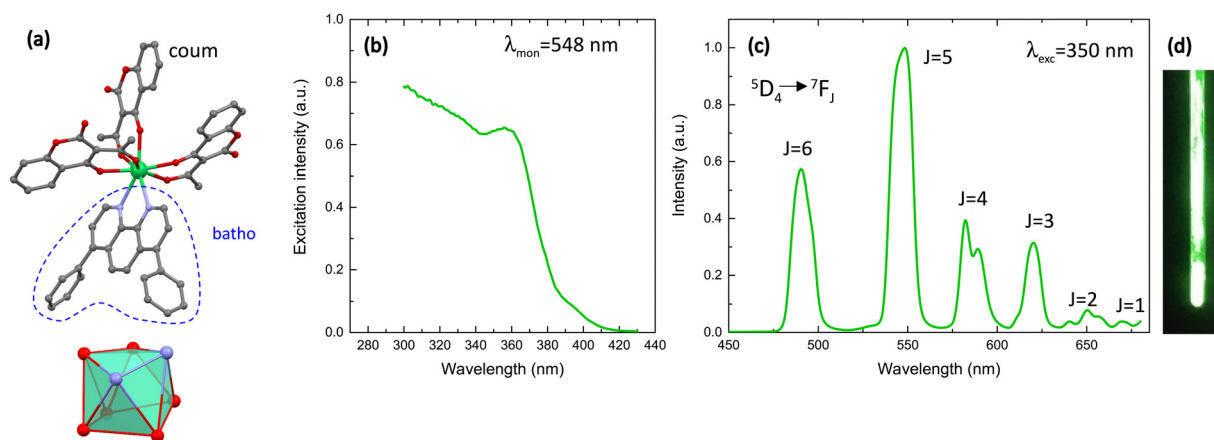 (a)
coum
batho
(b)
λmon=548 nm
Excitation intensity (a.u.)
1.0
0.8
0.6
0.4
0.2
0.0
280 300 320 340 360 380 400 420 440
Wavelength (nm)
(c)
λexc=350 nm
⁵D₄→⁷F_J
J=6
J=5
J=4
J=3
J=2
J=1
Intensity (a.u.)
1.0
0.8
0.6
0.4
0.2
0.0
450 500 550 600 650
Wavelength (nm)
(d)